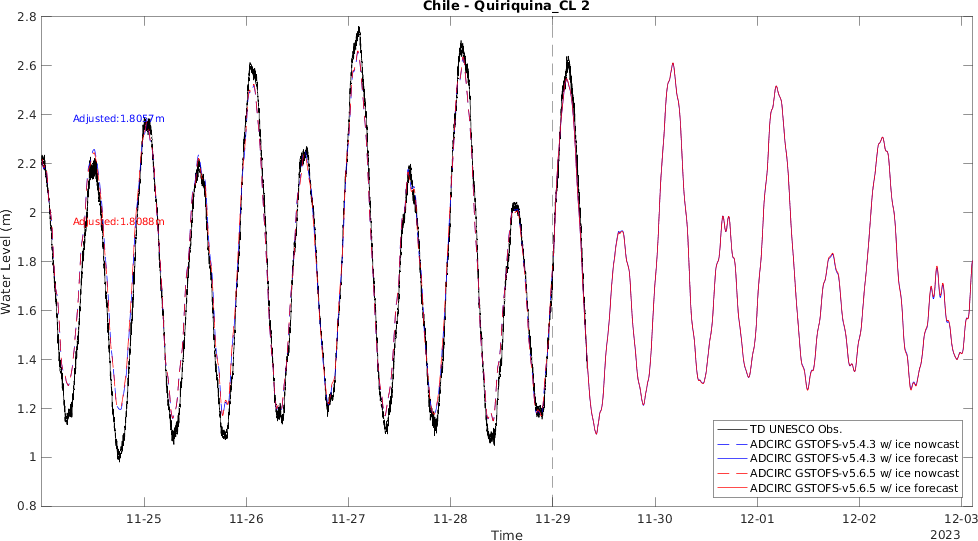 Chile - Quiriquina_CL 2
2.8
2.6
2.4
2.2
2
1.8
1.6
1.4
1.2
1
0.8
Water Level (m)
Adjusted:1.8057m
Adjusted:1.8088m
TD UNESCO Obs.
ADCIRC GSTOFS-v5.4.3 w/ ice nowcast
ADCIRC GSTOFS-v5.4.3 w/ ice forecast
ADCIRC GSTOFS-v5.6.5 w/ ice nowcast
ADCIRC GSTOFS-v5.6.5 w/ ice forecast
11-25 11-26 11-27 11-28 11-29 11-30 12-01 12-02 12-03
Time
2023